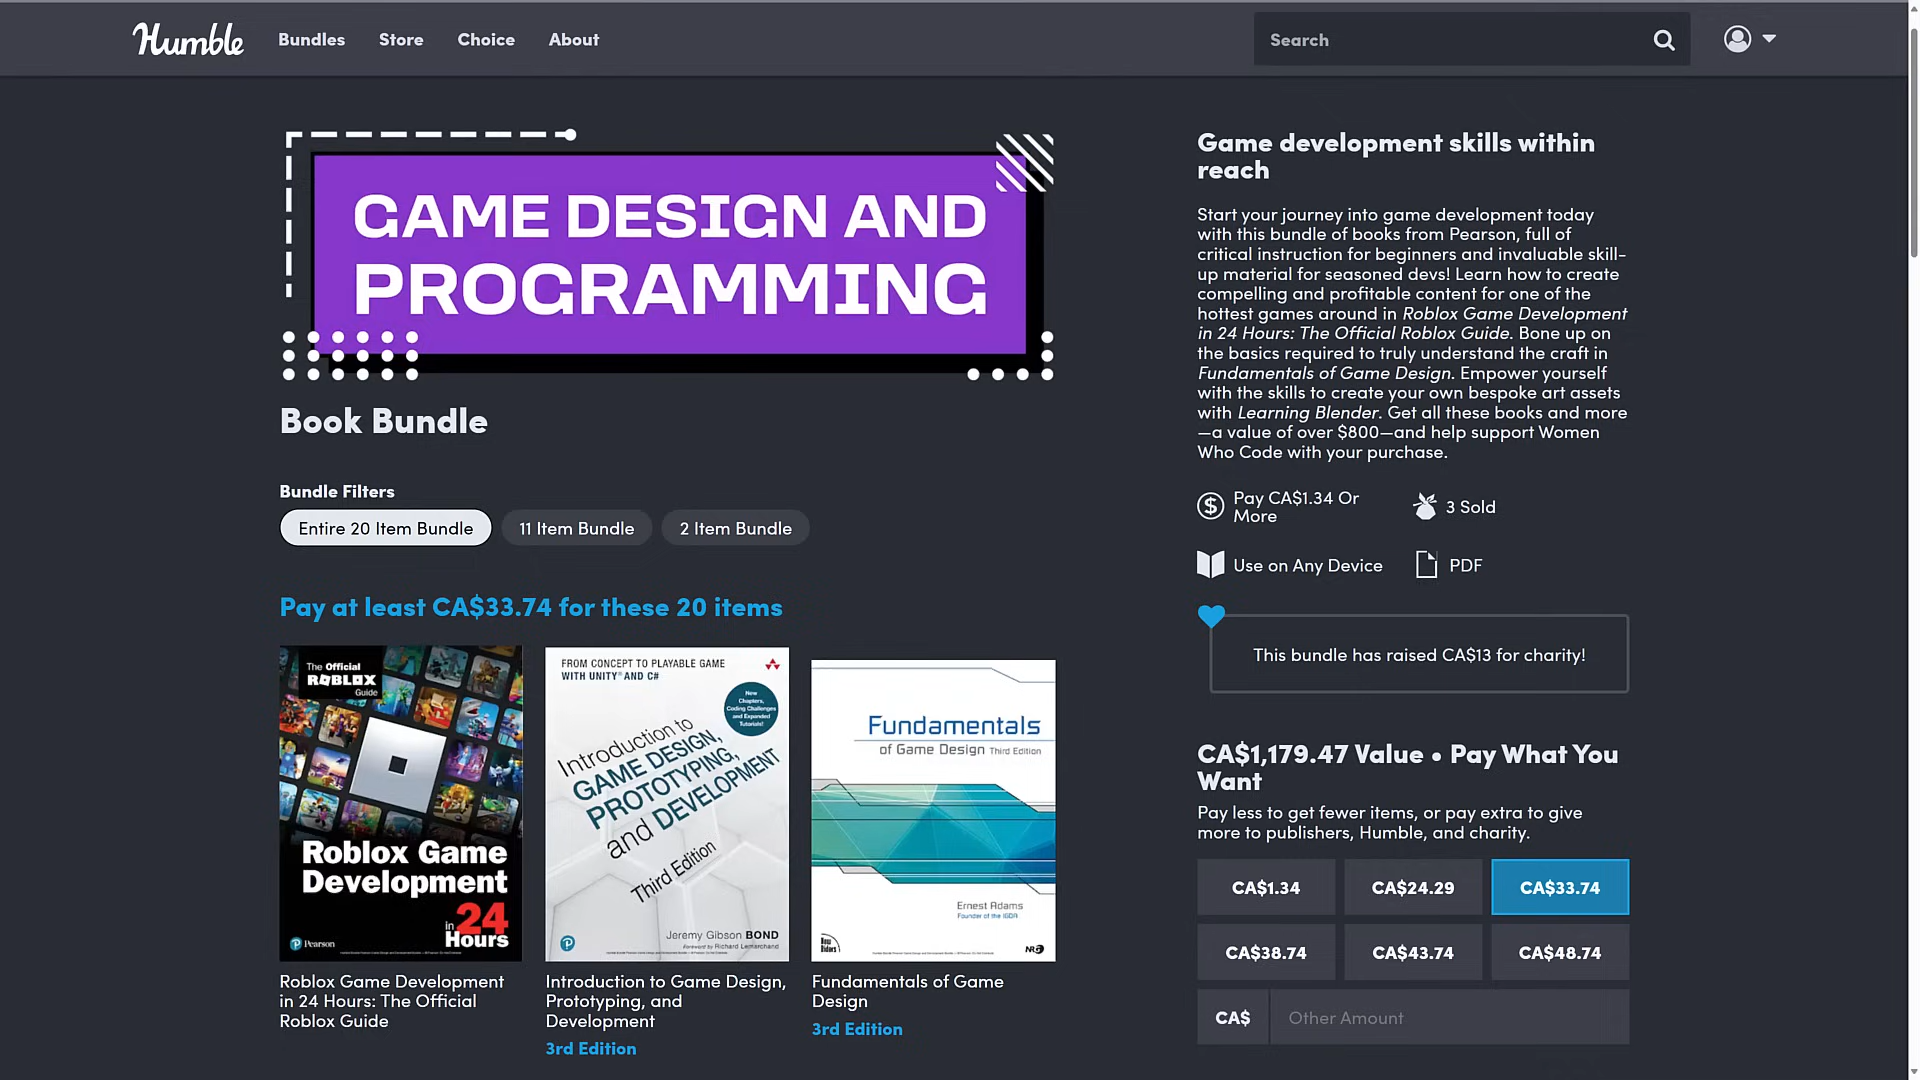 Humble
Bundles
Store
Choice
About
Search
GAME DESIGN AND
PROGRAMMING
Book Bundle
Bundle Filters
Entire 20 Item Bundle
11 Item Bundle
2 Item Bundle
Pay at least CA$33.74 for these 20 items
The Official
ROBLOX
Guide
Roblox Game
Development
in 24
Hours
Pearson
Roblox Game Development
in 24 Hours: The Official
Roblox Guide
FROM CONCEPT TO PLAYABLE GAME
WITH UNITY® AND C#
New
Chapters,
Coding Challenges
and Expanded
Tutorials!
Introduction to
GAME DESIGN,
PROTOTYPING,
and DEVELOPMENT
Third Edition
Jeremy Gibson BOND
Introduction to Game Design,
Prototyping, and
Development
3rd Edition
Fundamentals
of Game Design Third Edition
Ernest Adams
Founder of the IGDA
New
Riders
Fundamentals of Game
Design
3rd Edition
Game development skills within
reach
Start your journey into game development today
with this bundle of books from Pearson, full of
critical instruction for beginners and invaluable skill-
up material for seasoned devs! Learn how to create
compelling and profitable content for one of the
hottest games around in Roblox Game Development
in 24 Hours: The Official Roblox Guide. Bone up on
the basics required to truly understand the craft in
Fundamentals of Game Design. Empower yourself
with the skills to create your own bespoke art assets
with Learning Blender. Get all these books and more
—a value of over $800—and help support Women
Who Code with your purchase.
Pay CA$1.34 Or
More
3 Sold
Use on Any Device
PDF
This bundle has raised CA$13 for charity!
CA$1,179.47 Value • Pay What You
Want
Pay less to get fewer items, or pay extra to give
more to publishers, Humble, and charity.
CA$1.34
CA$24.29
CA$33.74
CA$38.74
CA$43.74
CA$48.74
CA$
Other Amount